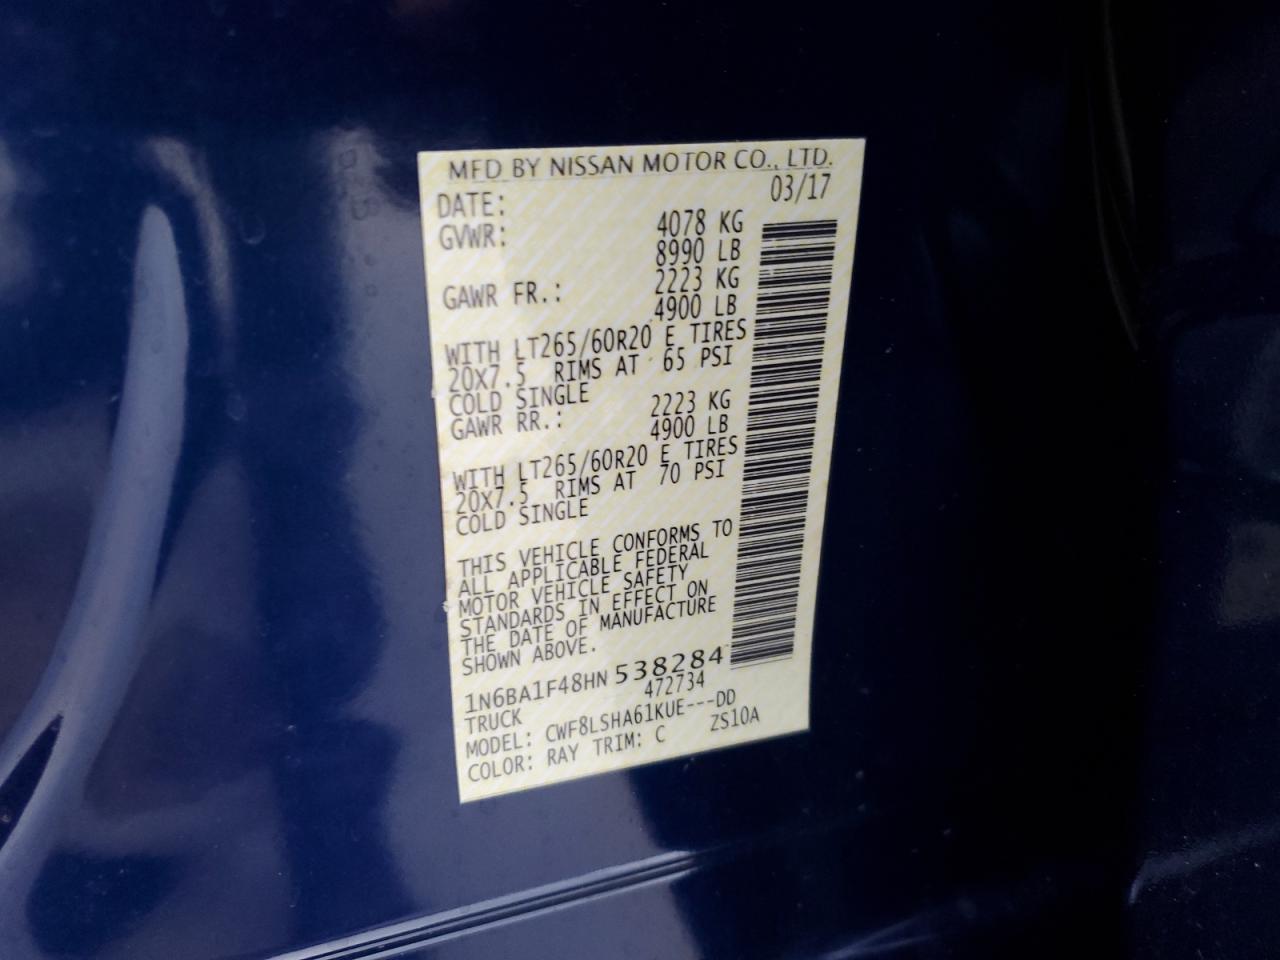 MFD BY NISSAN MOTOR CO., LTD.
DATE: 03/17
GVWR: 4078 KG
8990 LB
GAWR FR.: 2223 KG
4900 LB
WITH LT265/60R20 E TIRES
20X7.5 RIMS AT 65 PSI
COLD SINGLE
GAWR RR.: 2223 KG
4900 LB
WITH LT265/60R20 E TIRES
20X7.5 RIMS AT 70 PSI
COLD SINGLE
THIS VEHICLE CONFORMS TO
ALL APPLICABLE FEDERAL
MOTOR VEHICLE SAFETY
STANDARDS IN EFFECT ON
THE DATE OF MANUFACTURE
SHOWN ABOVE.
1N6BA1F48HN538284
TRUCK 472734
MODEL: CWF8LSHA61KUE---DD
COLOR: RAY TRIM: C ZS10A